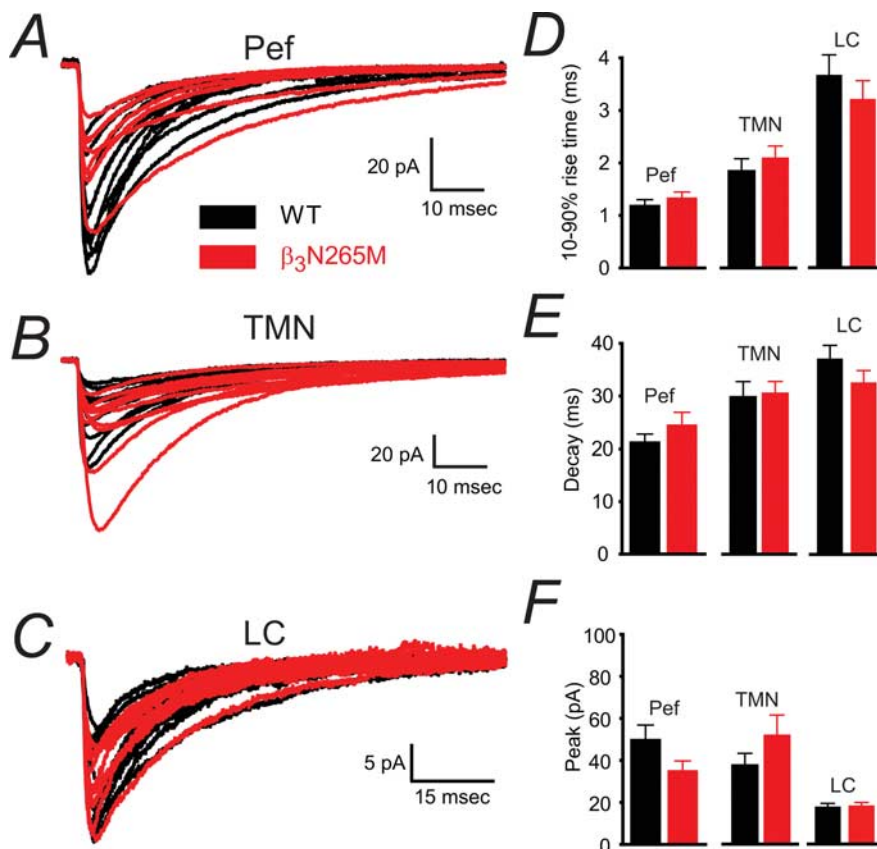 A
Pef
20 pA
10 msec
WT
β₃N265M
B
TMN
20 pA
10 msec
C
LC
5 pA
15 msec
D
10-90% rise time (ms)
4
3
2
1
0
Pef
TMN
LC
E
Decay (ms)
40
30
20
10
0
Pef
TMN
LC
F
Peak (pA)
100
80
60
40
20
0
Pef
TMN
LC